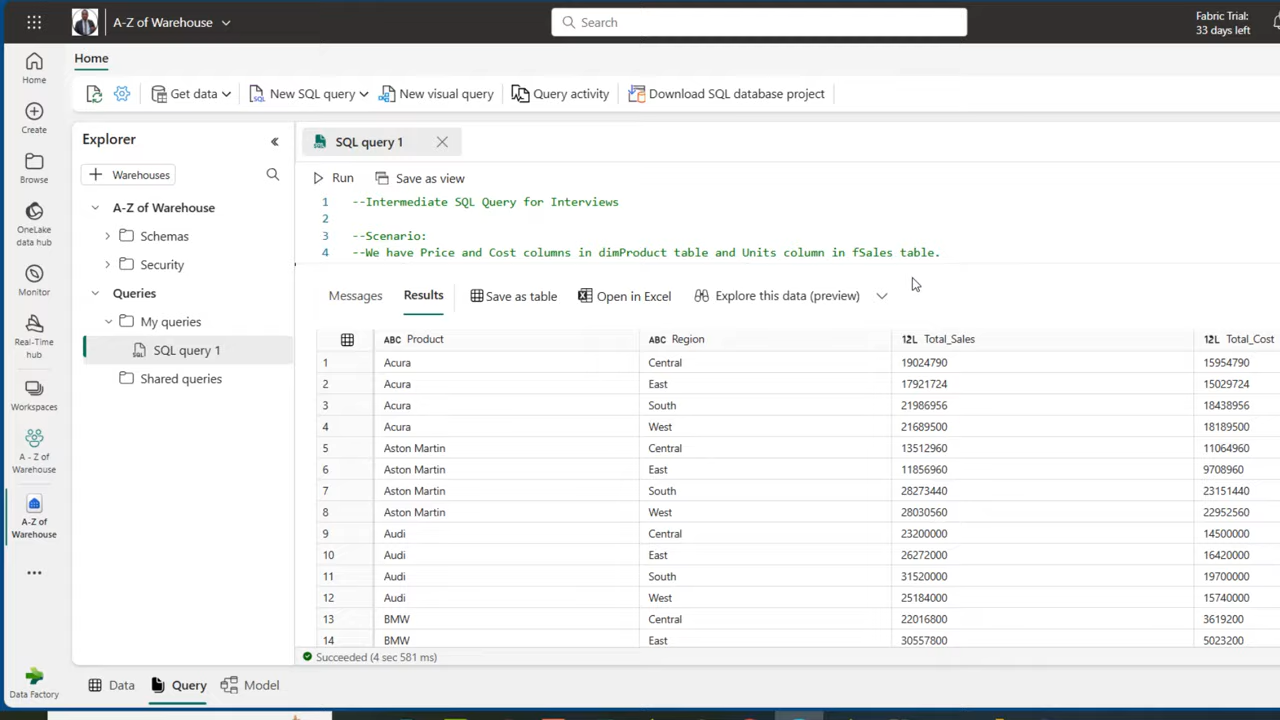 A-Z of Warehouse
Search
Fabric Trial:
33 days left
Home
Home
Get data
New SQL query
New visual query
Query activity
Download SQL database project
Create
Browse
OneLake
data hub
Monitor
Real-Time
hub
Workspaces
A - Z of
Warehouse
A-Z of
Warehouse
Data Factory
Explorer
Warehouses
A-Z of Warehouse
Schemas
Security
Queries
My queries
SQL query 1
Shared queries
SQL query 1
Run
Save as view
1 --Intermediate SQL Query for Interviews
2
3 --Scenario:
4 --We have Price and Cost columns in dimProduct table and Units column in fSales table.
Messages
Results
Save as table
Open in Excel
Explore this data (preview)
ABC Product ABC Region 12L Total_Sales 12L Total_Cost
1 Acura Central 19024790 15954790
2 Acura East 17921724 15029724
3 Acura South 21986956 18438956
4 Acura West 21689500 18189500
5 Aston Martin Central 13512960 11064960
6 Aston Martin East 11856960 9708960
7 Aston Martin South 28273440 23151440
8 Aston Martin West 28030560 22952560
9 Audi Central 23200000 14500000
10 Audi East 26272000 16420000
11 Audi South 31520000 19700000
12 Audi West 25184000 15740000
13 BMW Central 22016800 3619200
14 BMW East 30557800 5023200
Succeeded (4 sec 581 ms)
Data
Query
Model